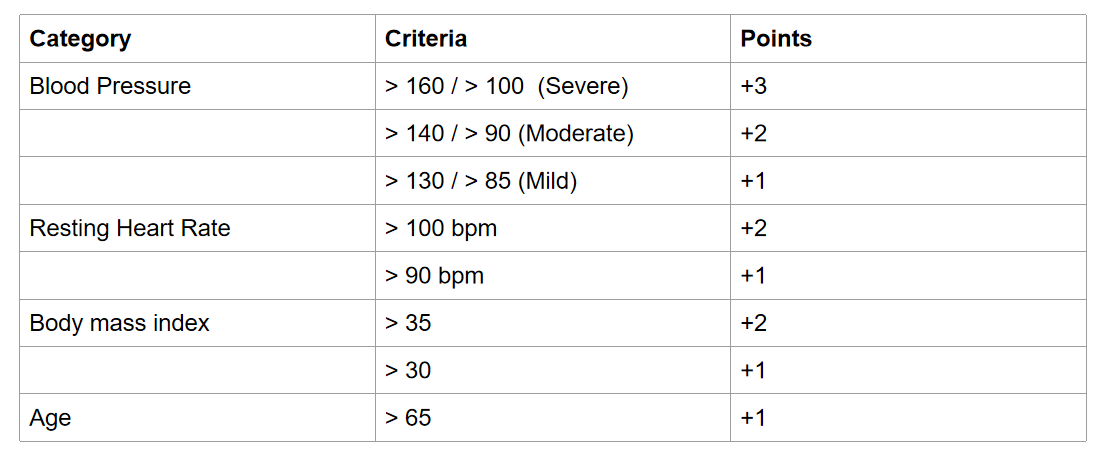 Category Criteria Points
Blood Pressure > 160 / > 100  (Severe) +3
> 140 / > 90 (Moderate) +2
> 130 / > 85 (Mild) +1
Resting Heart Rate > 100 bpm +2
> 90 bpm +1
Body mass index > 35 +2
> 30 +1
Age > 65 +1